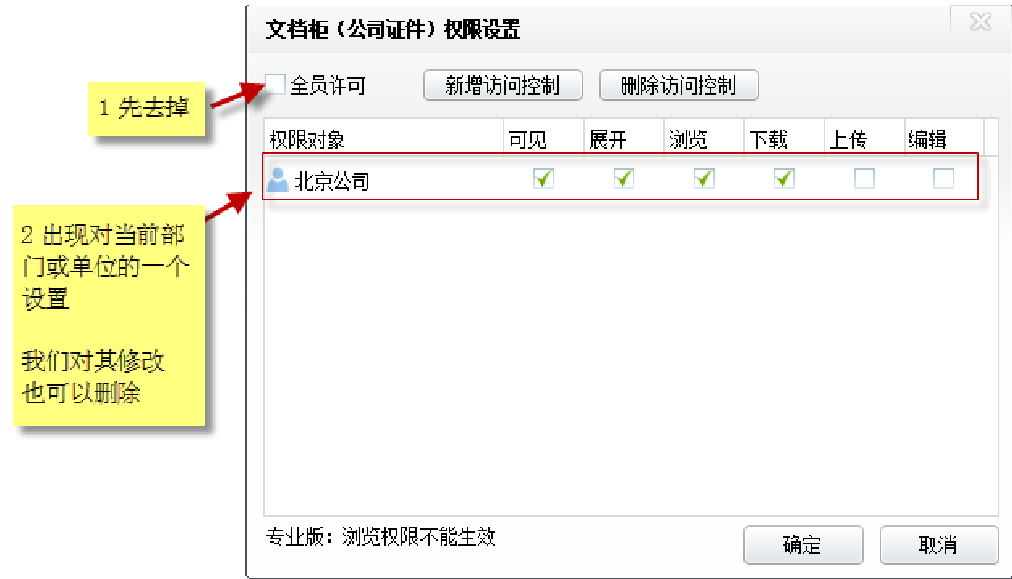 文档柜（公司证件）权限设置
全员许可 新增访问控制 删除访问控制
1 先去掉
权限对象 可见 展开 浏览 下载 上传 编辑
北京公司
2 出现对当前部
门或单位的一个
设置
我们对其修改
也可以删除
专业版：浏览权限不能生效
确定 取消